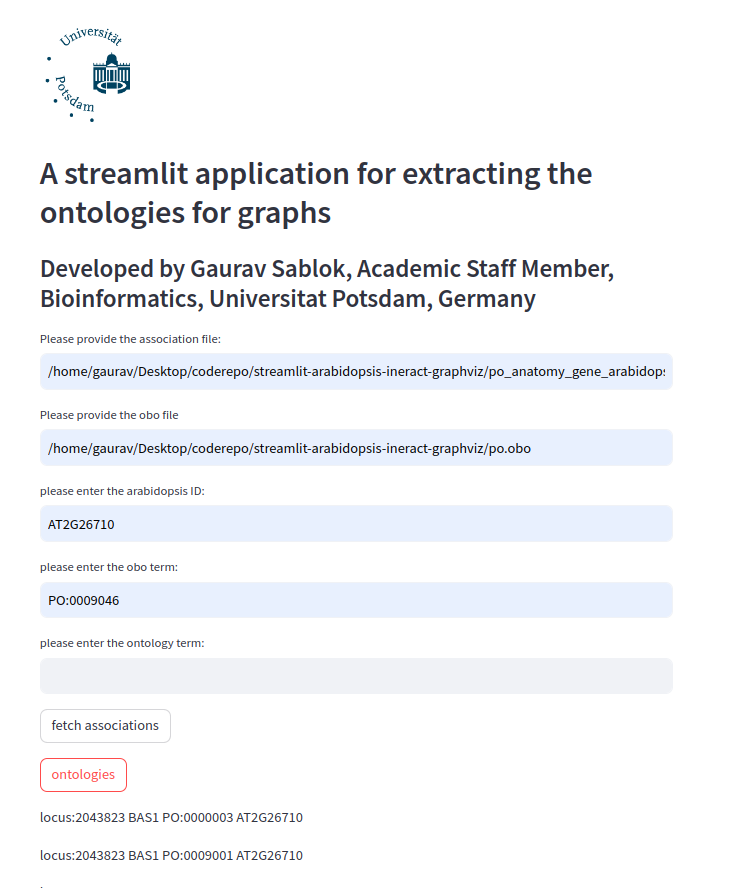 Universität
Potsdam
A streamlit application for extracting the
ontologies for graphs
Developed by Gaurav Sablok, Academic Staff Member,
Bioinformatics, Universitat Potsdam, Germany
Please provide the association file:
/home/gaurav/Desktop/coderepo/streamlit-arabidopsis-ineract-graphviz/po_anatomy_gene_arabidops
Please provide the obo file
/home/gaurav/Desktop/coderepo/streamlit-arabidopsis-ineract-graphviz/po.obo
please enter the arabidopsis ID:
AT2G26710
please enter the obo term:
PO:0009046
please enter the ontology term:
fetch associations
ontologies
locus:2043823 BAS1 PO:0000003 AT2G26710
locus:2043823 BAS1 PO:0009001 AT2G26710